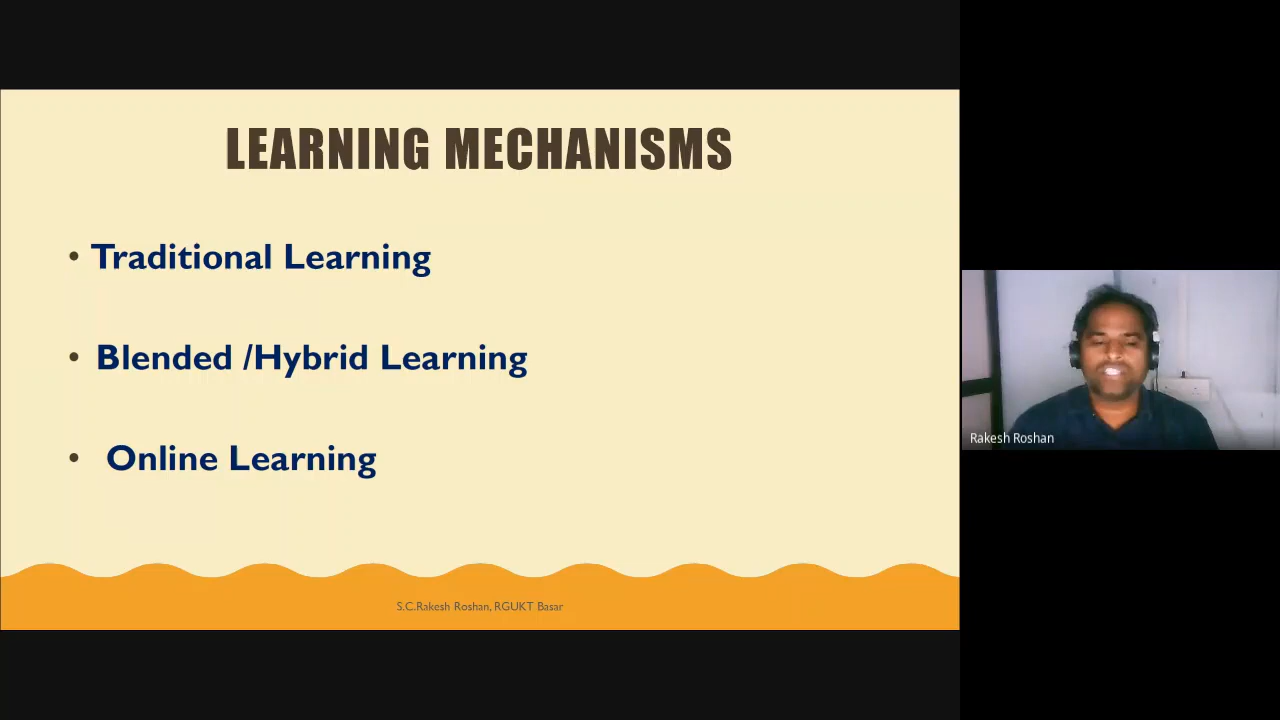 LEARNING MECHANISMS
• Traditional Learning
• Blended /Hybrid Learning
• Online Learning
S.C.Rakesh Roshan, RGUKT Basar
Rakesh Roshan